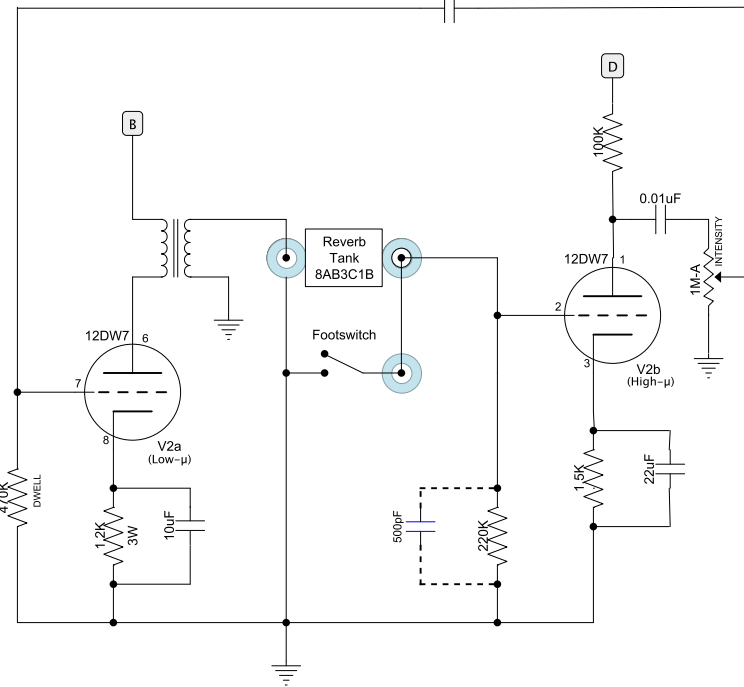 D
B
100K
0.01uF
INTENSITY
1M-A
Reverb
Tank
8AB3C1B
12DW7
1
2
3
V2b
(High-μ)
Footswitch
12DW7
6
7
8
V2a
(Low-μ)
470K
DWELL
1.2K
3W
10uF
500pF
220K
1.5K
22uF